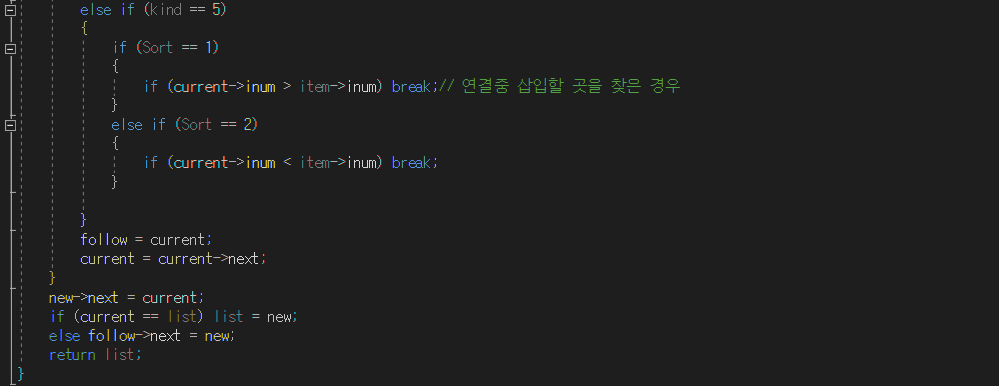 else if (kind == 5)
{
if (Sort == 1)
{
if (current->inum > item->inum) break;// 연결중 삽입할 곳을 찾은 경우
}
else if (Sort == 2)
{
if (current->inum < item->inum) break;
}
}
follow = current;
current = current->next;
}
new->next = current;
if (current == list) list = new;
else follow->next = new;
return list;
}